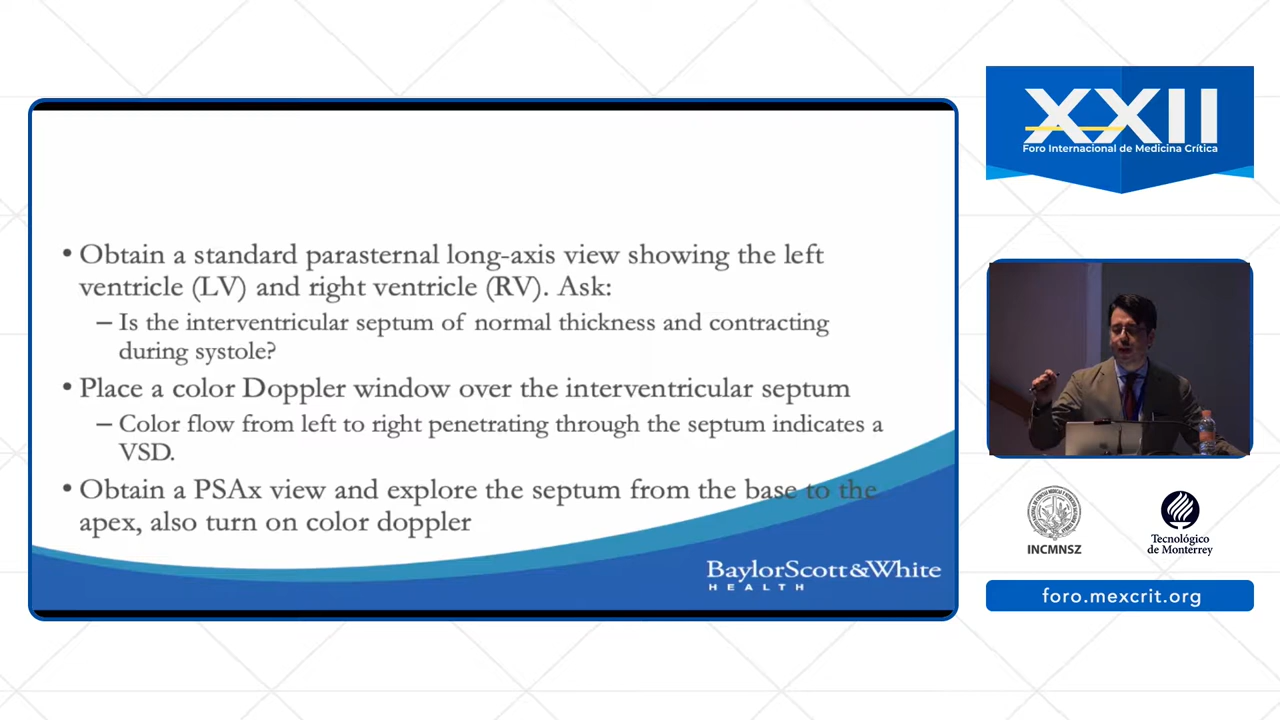 • Obtain a standard parasternal long-axis view showing the left
ventricle (LV) and right ventricle (RV). Ask:
– Is the interventricular septum of normal thickness and contracting
during systole?
• Place a color Doppler window over the interventricular septum
– Color flow from left to right penetrating through the septum indicates a
VSD.
• Obtain a PSAx view and explore the septum from the base to the
apex, also turn on color doppler
BaylorScott&White
HEALTH
XXII
Foro Internacional de Medicina Crítica
INCMNSZ
Tecnológico
de Monterrey
foro.mexcrit.org